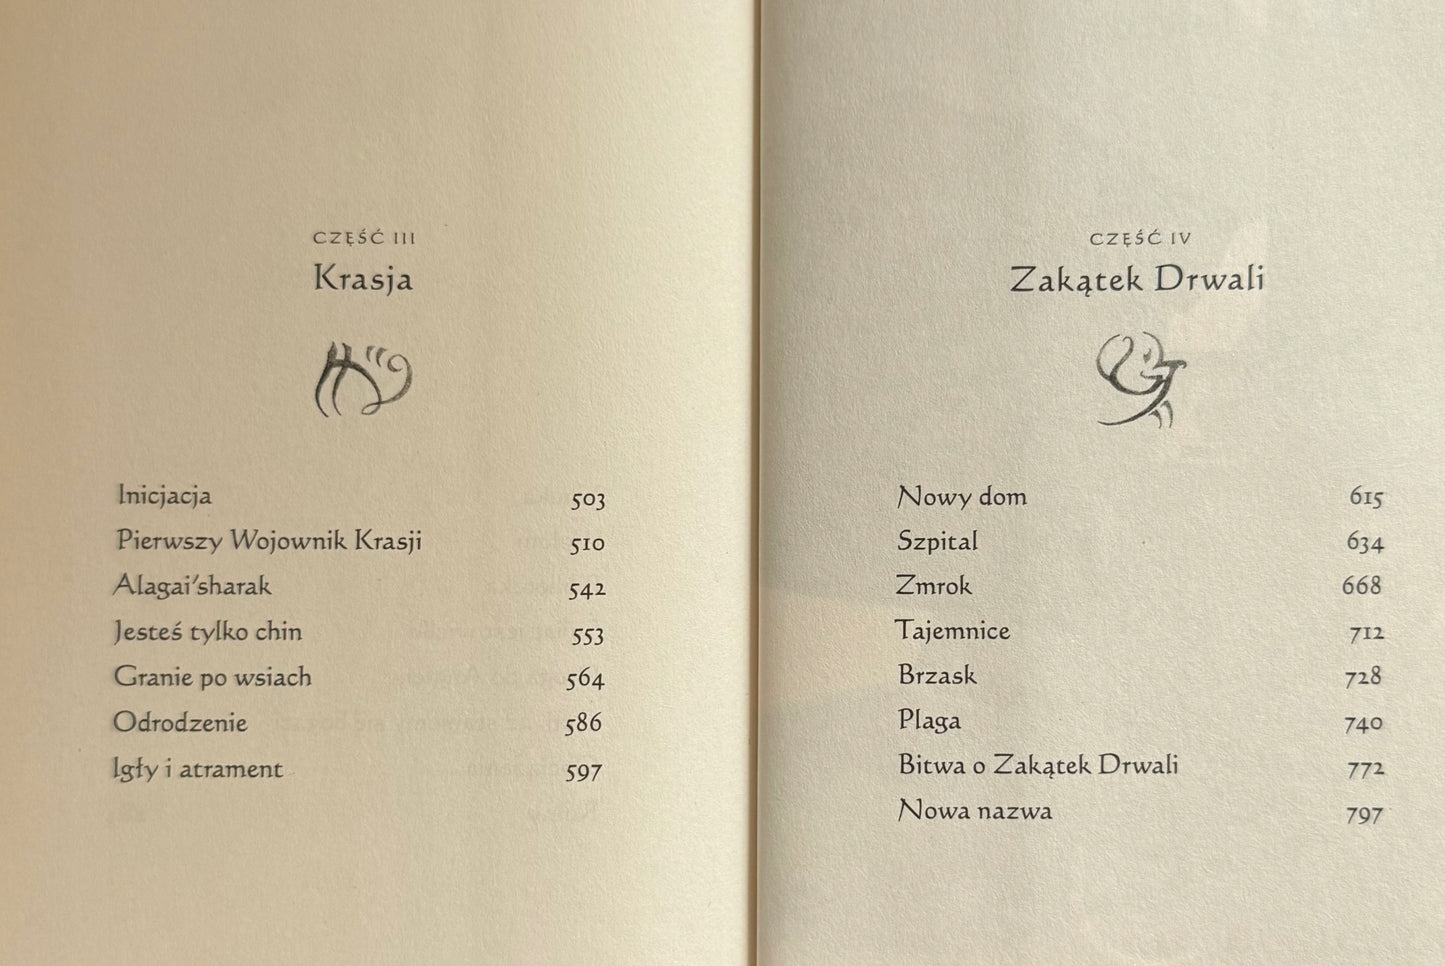 CZĘŚĆ III
Krasja
Inicjacja 503
Pierwszy Wojownik Krasji 510
Alagai'sharak 542
Jesteś tylko chin 553
Granie po wsiach 564
Odrodzenie 586
Igły i atrament 597
CZĘŚĆ IV
Zakątek Drwali
Nowy dom 615
Szpital 634
Zmrok 668
Tajemnice 712
Brzask 728
Plaga 740
Bitwa o Zakątek Drwali 772
Nowa nazwa 797